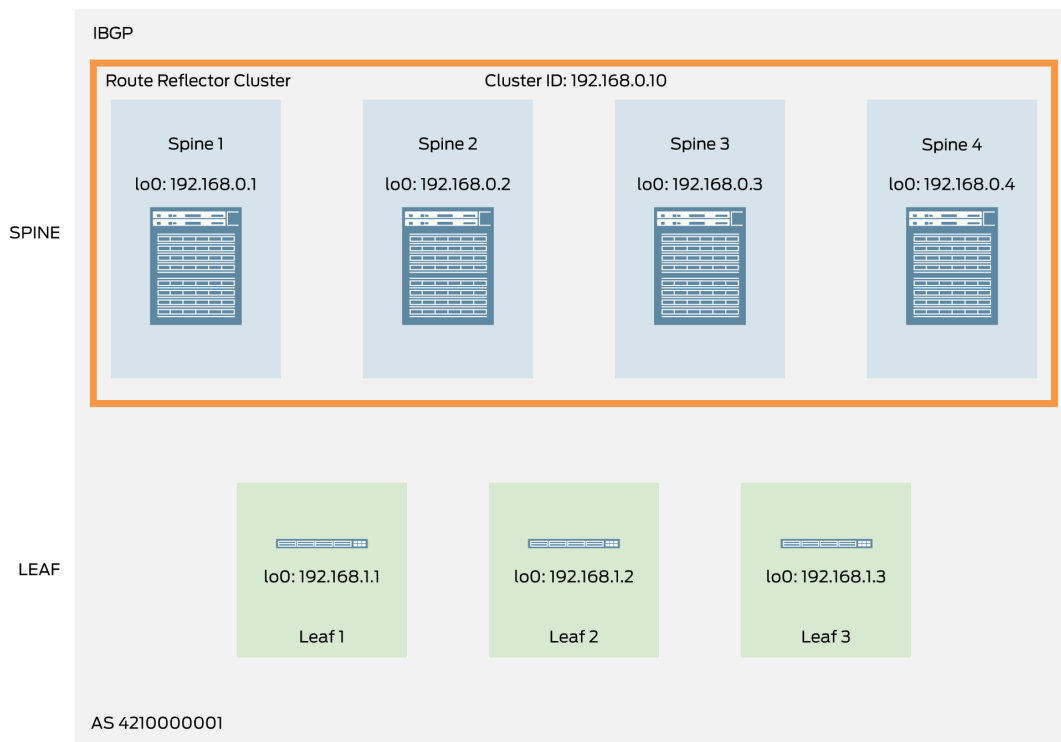 IBGP
Route Reflector Cluster
Cluster ID: 192.168.0.10
Spine 1
Spine 2
Spine 3
Spine 4
lo0: 192.168.0.1
lo0: 192.168.0.2
lo0: 192.168.0.3
lo0: 192.168.0.4
SPINE
LEAF
lo0: 192.168.1.1
lo0: 192.168.1.2
lo0: 192.168.1.3
Leaf 1
Leaf 2
Leaf 3
AS 4210000001